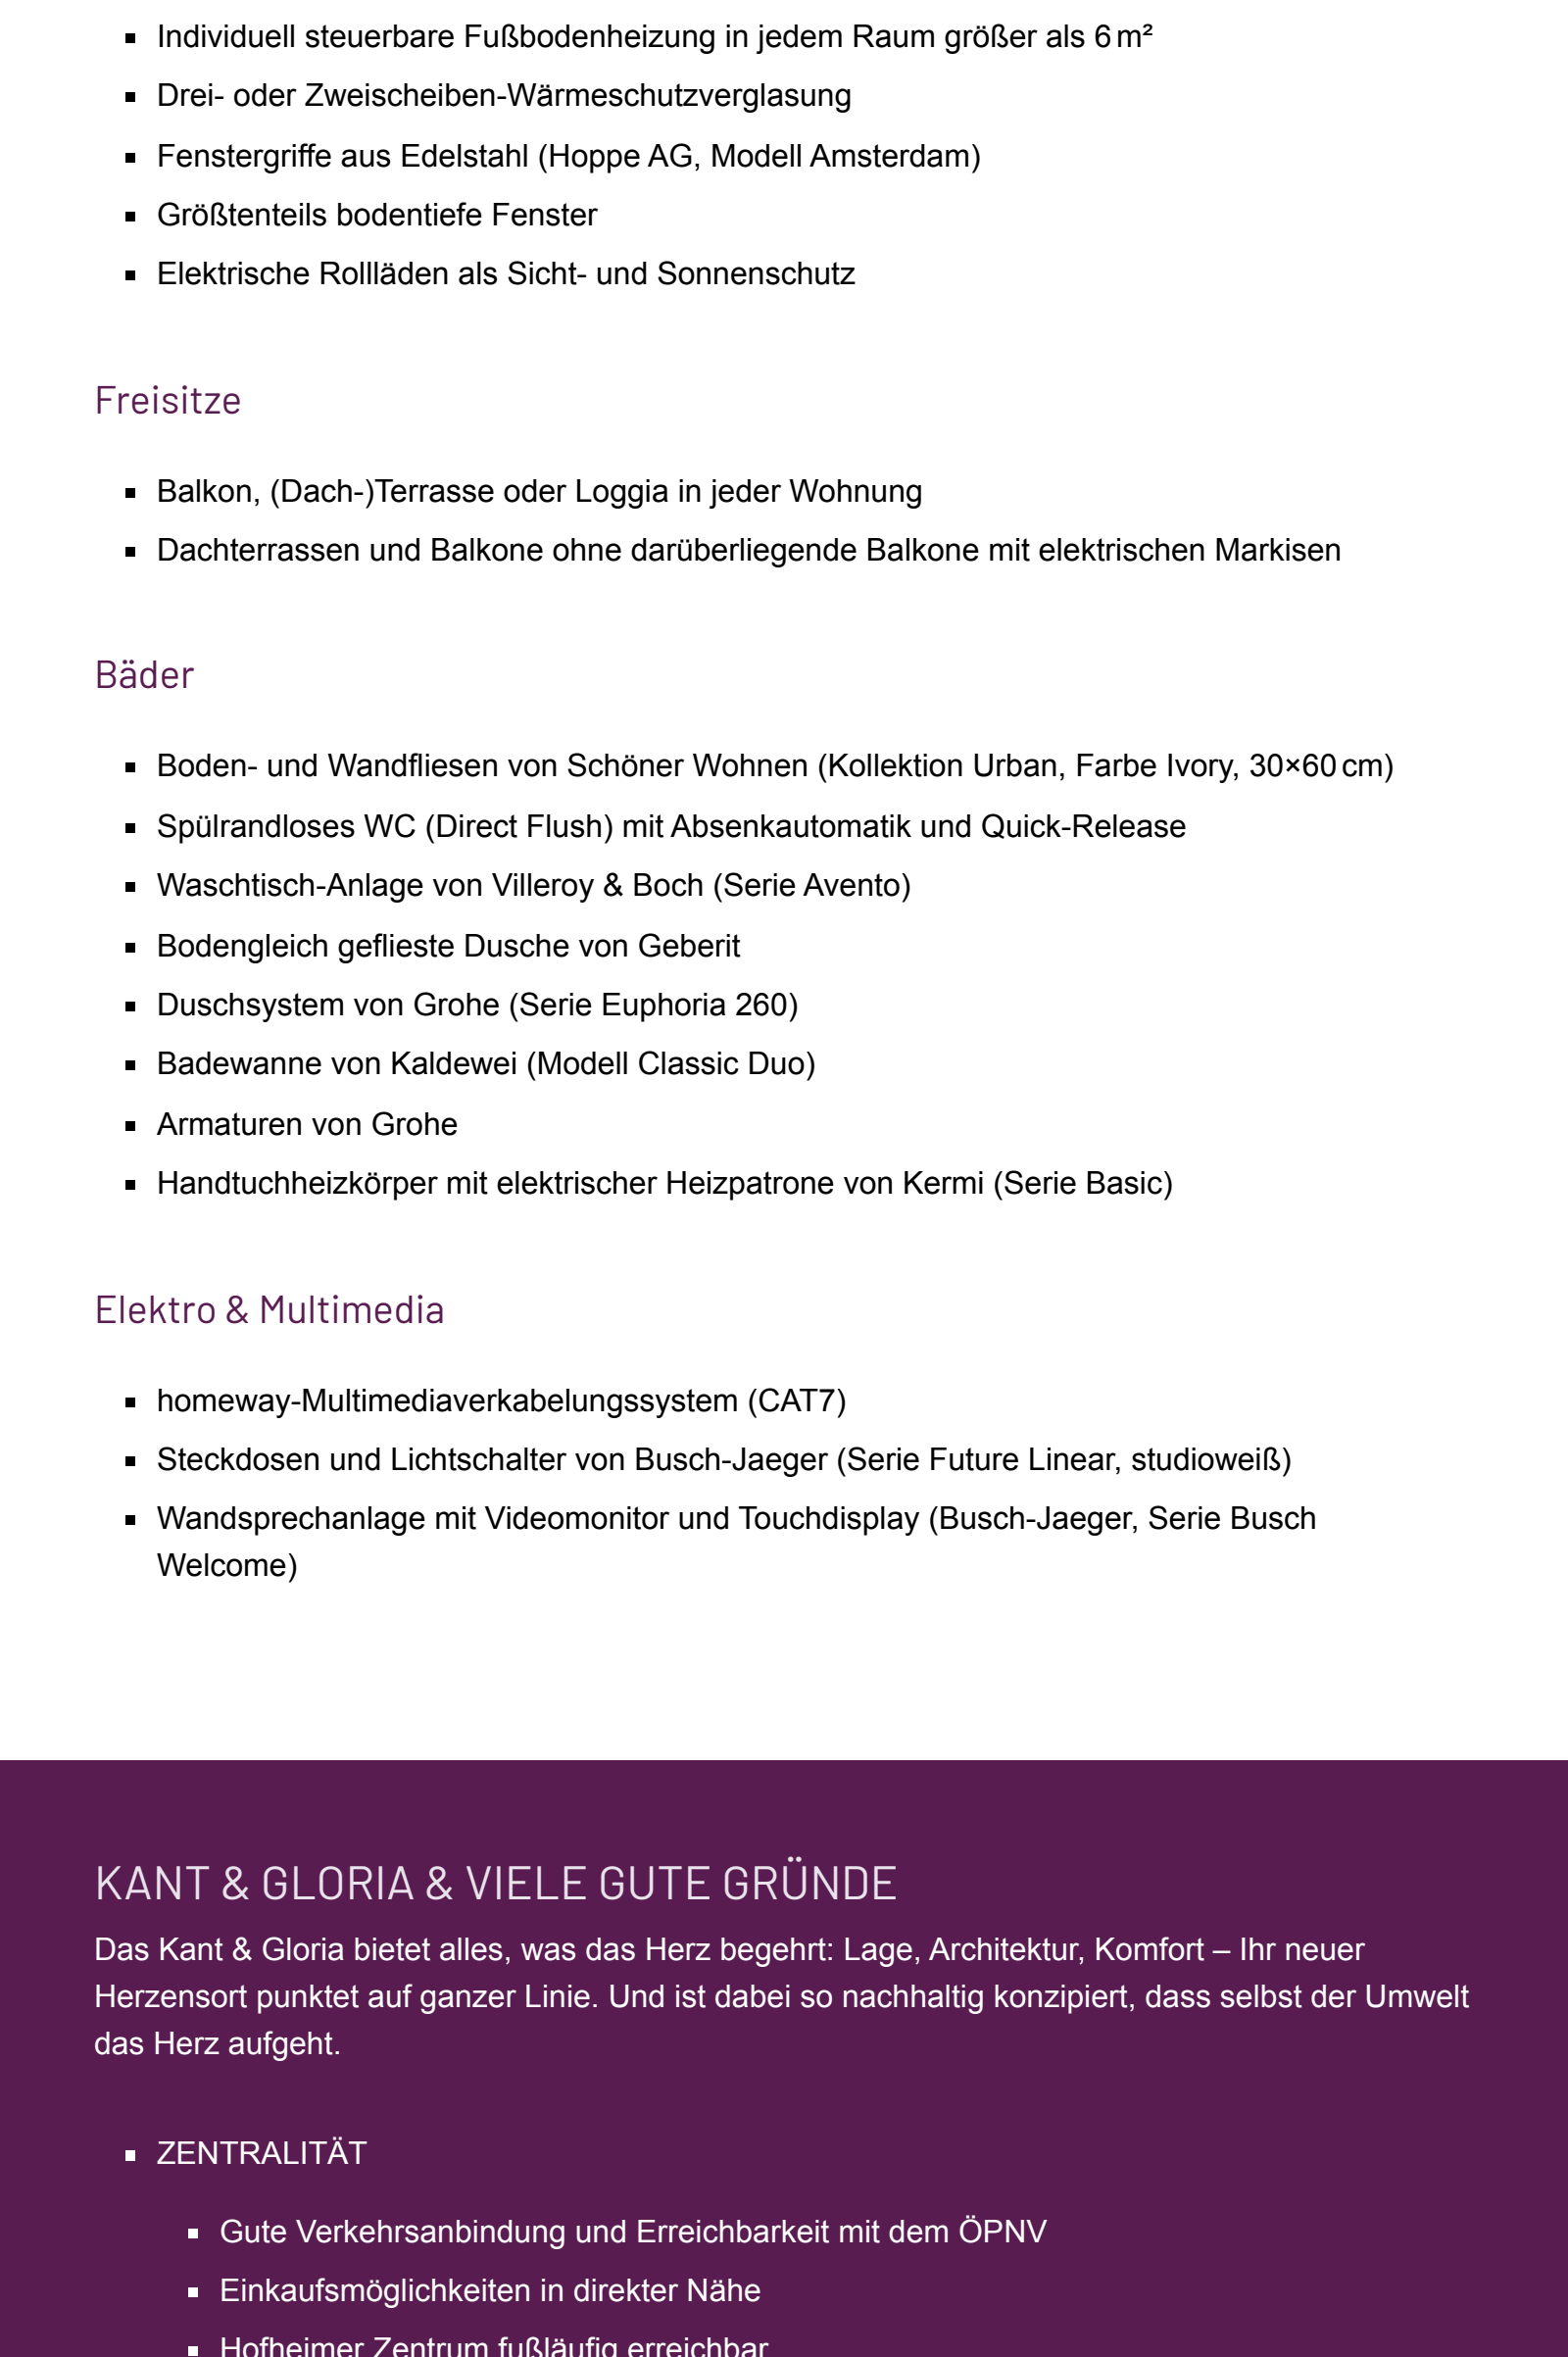 Individuell steuerbare Fußbodenheizung in jedem Raum größer als 6 m²
Drei- oder Zweischeiben-Wärmeschutzverglasung
Fenstergriffe aus Edelstahl (Hoppe AG, Modell Amsterdam)
Größtenteils bodentiefe Fenster
Elektrische Rollläden als Sicht- und Sonnenschutz
Freisitze
Balkon, (Dach-)Terrasse oder Loggia in jeder Wohnung
Dachterrassen und Balkone ohne darüberliegende Balkone mit elektrischen Markisen
Bäder
Boden- und Wandfliesen von Schöner Wohnen (Kollektion Urban, Farbe Ivory, 30×60 cm)
Spülrandloses WC (Direct Flush) mit Absenkautomatik und Quick-Release
Waschtisch-Anlage von Villeroy & Boch (Serie Avento)
Bodengleich geflieste Dusche von Geberit
Duschsystem von Grohe (Serie Euphoria 260)
Badewanne von Kaldewei (Modell Classic Duo)
Armaturen von Grohe
Handtuchheizkörper mit elektrischer Heizpatrone von Kermi (Serie Basic)
Elektro & Multimedia
homeway-Multimediaverkabelungssystem (CAT7)
Steckdosen und Lichtschalter von Busch-Jaeger (Serie Future Linear, studioweiß)
Wandsprechanlage mit Videomonitor und Touchdisplay (Busch-Jaeger, Serie Busch
Welcome)
KANT & GLORIA & VIELE GUTE GRÜNDE
Das Kant & Gloria bietet alles, was das Herz begehrt: Lage, Architektur, Komfort – Ihr neuer
Herzensort punktet auf ganzer Linie. Und ist dabei so nachhaltig konzipiert, dass selbst der Umwelt
das Herz aufgeht.
ZENTRALITÄT
Gute Verkehrsanbindung und Erreichbarkeit mit dem ÖPNV
Einkaufsmöglichkeiten in direkter Nähe
Hofheimer Zentrum fußläufig erreichbar